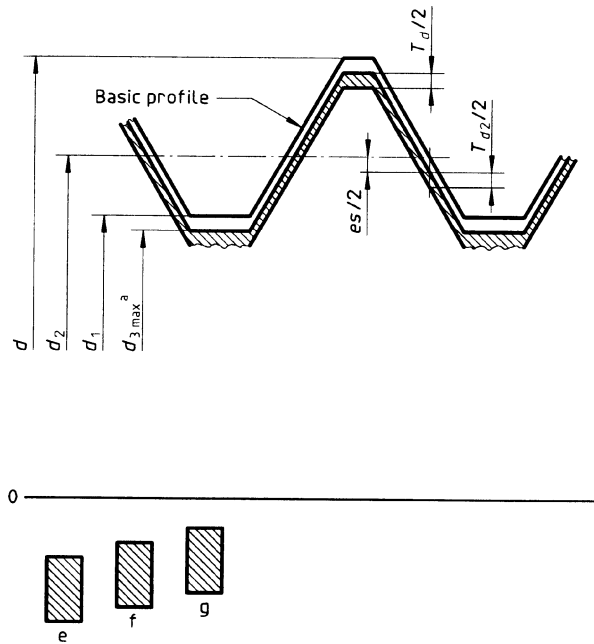 T_d/2
Basic profile
T_d2/2
es/2
d
d_2
d_1
d_3 max^a
0
e
f
g